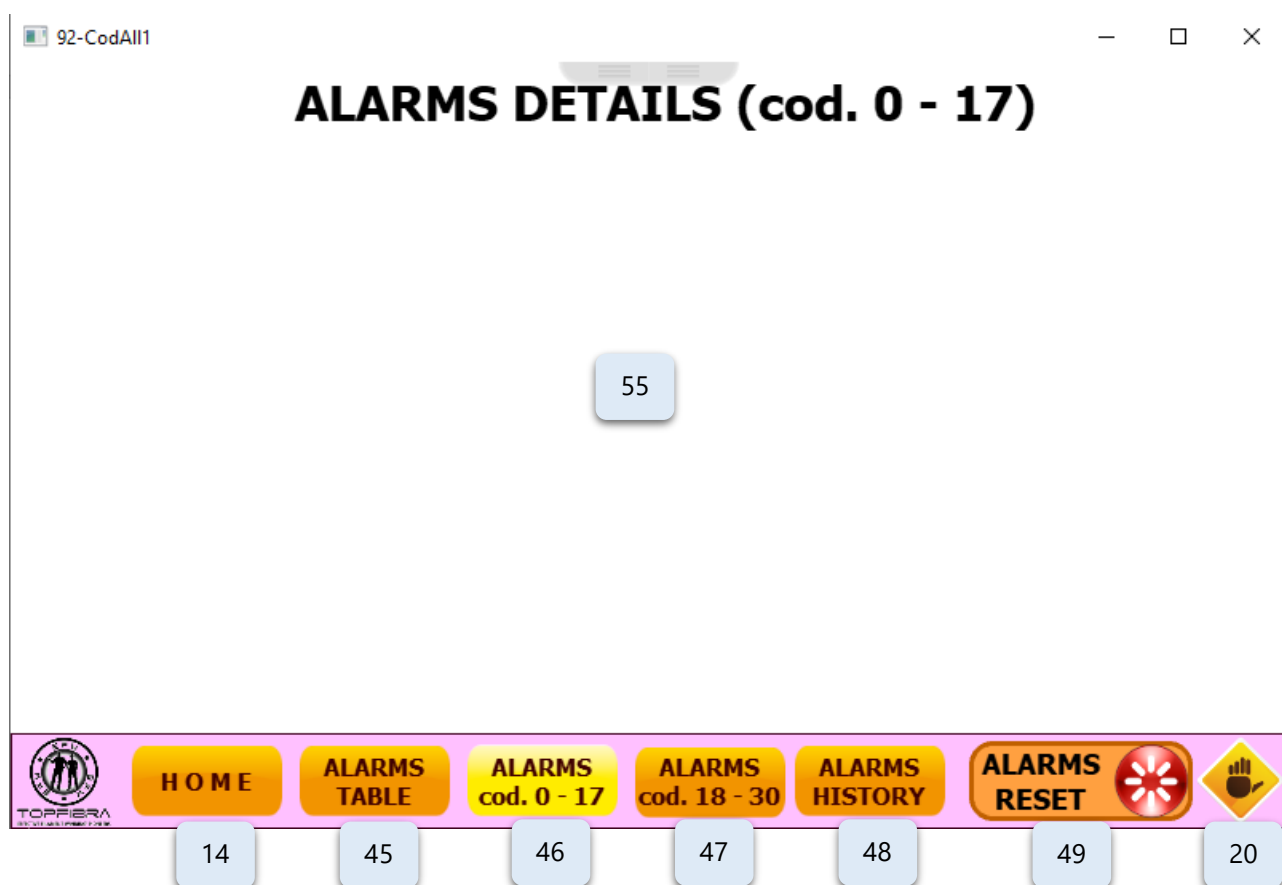 92-CodAll1
ALARMS DETAILS (cod. 0 - 17)
55
HOME
ALARMS
TABLE
ALARMS
cod. 0 - 17
ALARMS
cod. 18 - 30
ALARMS
HISTORY
ALARMS
RESET
TOPFIBRA
14
45
46
47
48
49
20